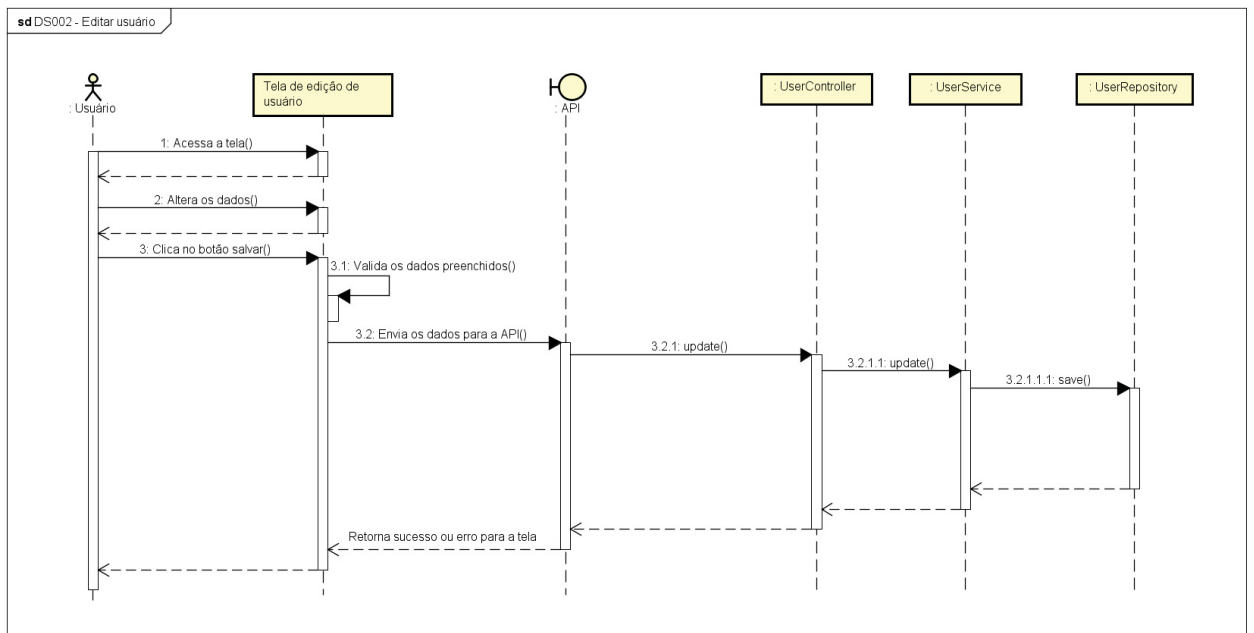 sd DS002 - Editar usuário
: Usuário
Tela de edição de
usuário
: API
: UserController
: UserService
: UserRepository
1: Acessa a tela()
2: Altera os dados()
3: Clica no botão salvar()
3.1: Valida os dados preenchidos()
3.2: Envia os dados para a API()
3.2.1: update()
3.2.1.1: update()
3.2.1.1.1: save()
Retorna sucesso ou erro para a tela